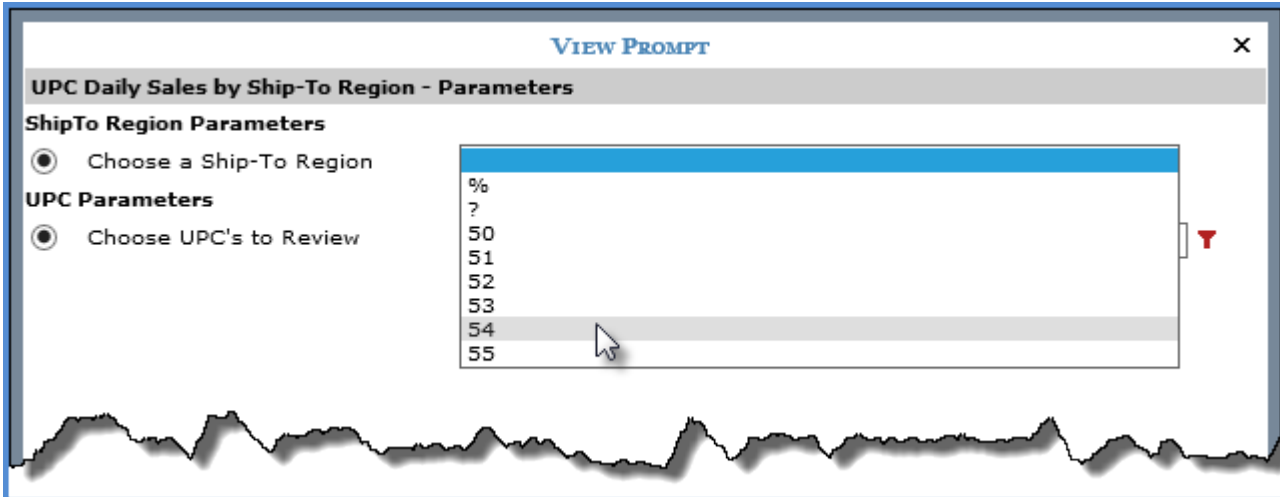 VIEW PROMPT
UPC Daily Sales by Ship-To Region - Parameters
ShipTo Region Parameters
Choose a Ship-To Region
%
?
UPC Parameters
Choose UPC's to Review
50
51
52
53
54
55